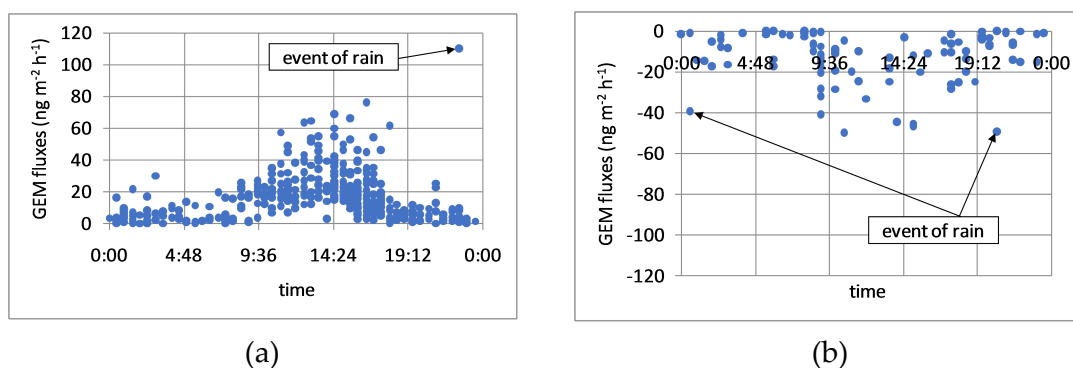 GEM fluxes (ng m⁻² h⁻¹)
120
100
80
60
40
20
0
event of rain
0:00 4:48 9:36 14:24 19:12 0:00
time
(a)
GEM fluxes (ng m⁻² h⁻¹)
0
-20
-40
-60
-80
-100
-120
0:00 4:48 9:36 14:24 19:12 0:00
event of rain
time
(b)